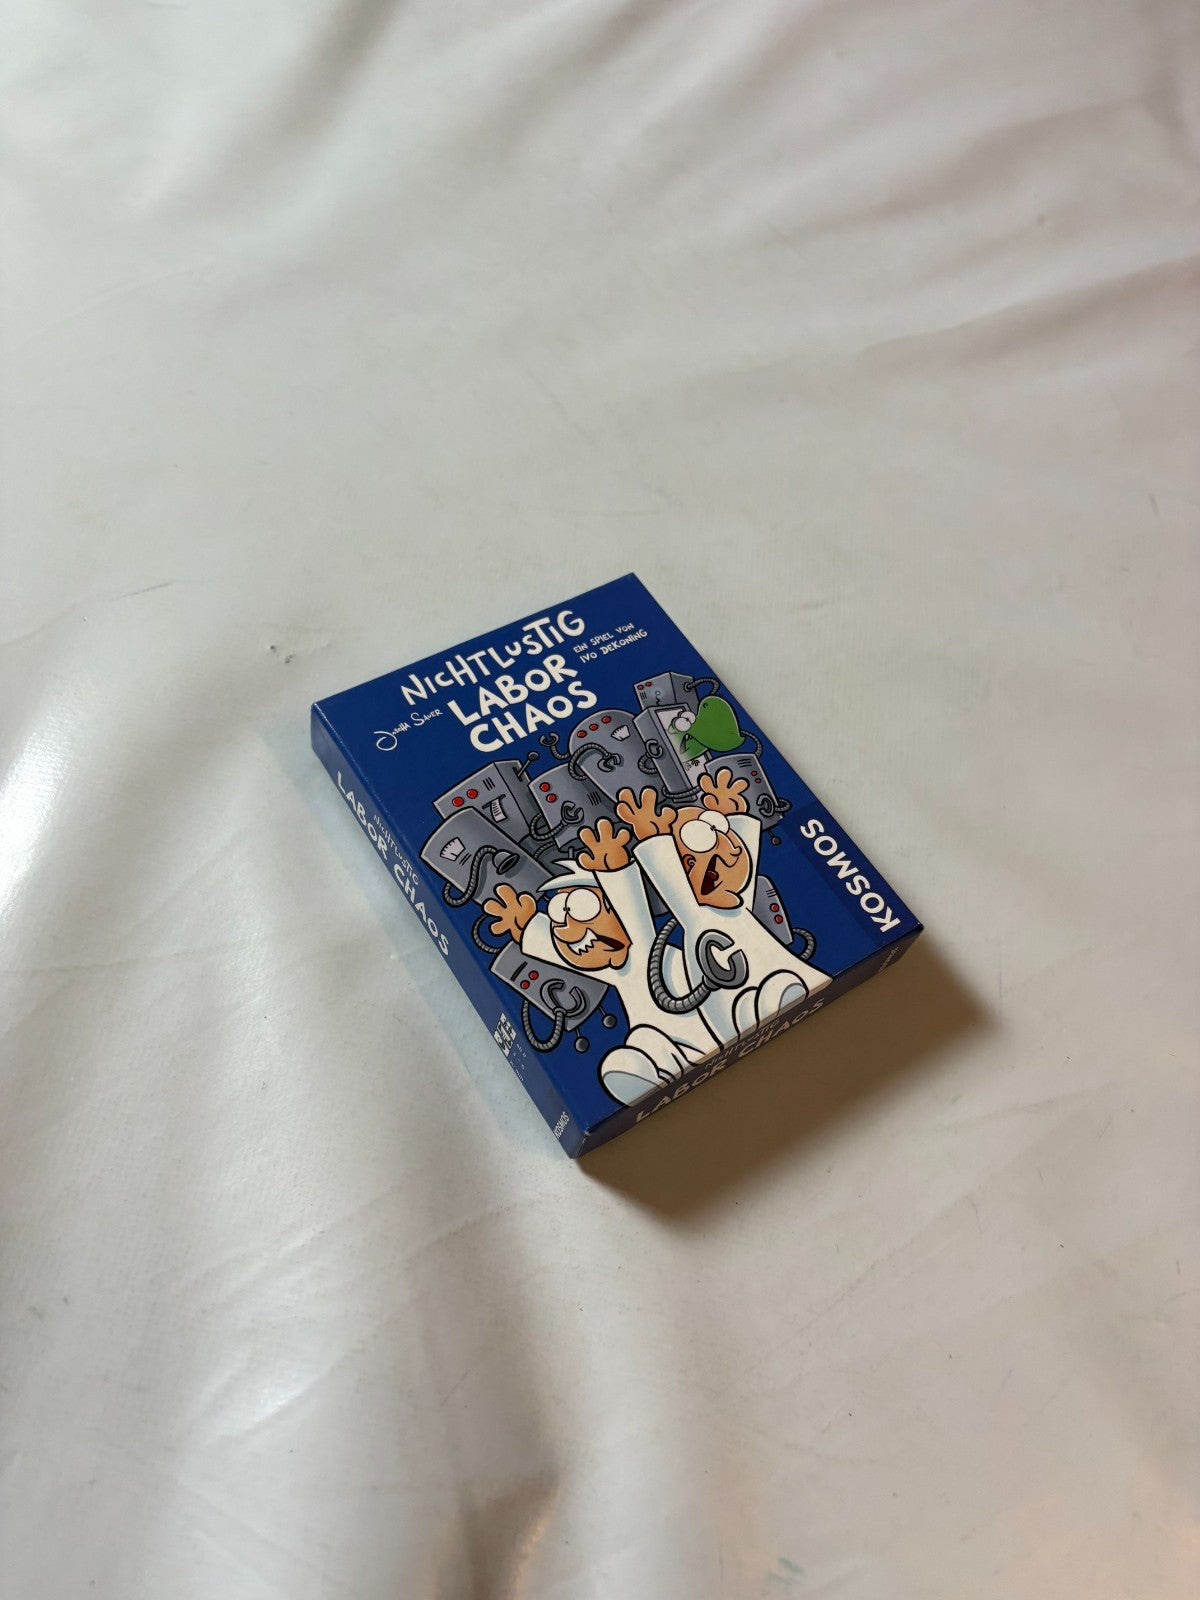 NICHTLUSTIG
LABOR
CHAOS
EIN SPIEL VON
IVO DEKONING
JOSCHA SAUER
KOSMOS
NICHTLUSTIG
LABOR CHAOS
KOSMOS
NICHTLUSTIG
LABOR CHAOS